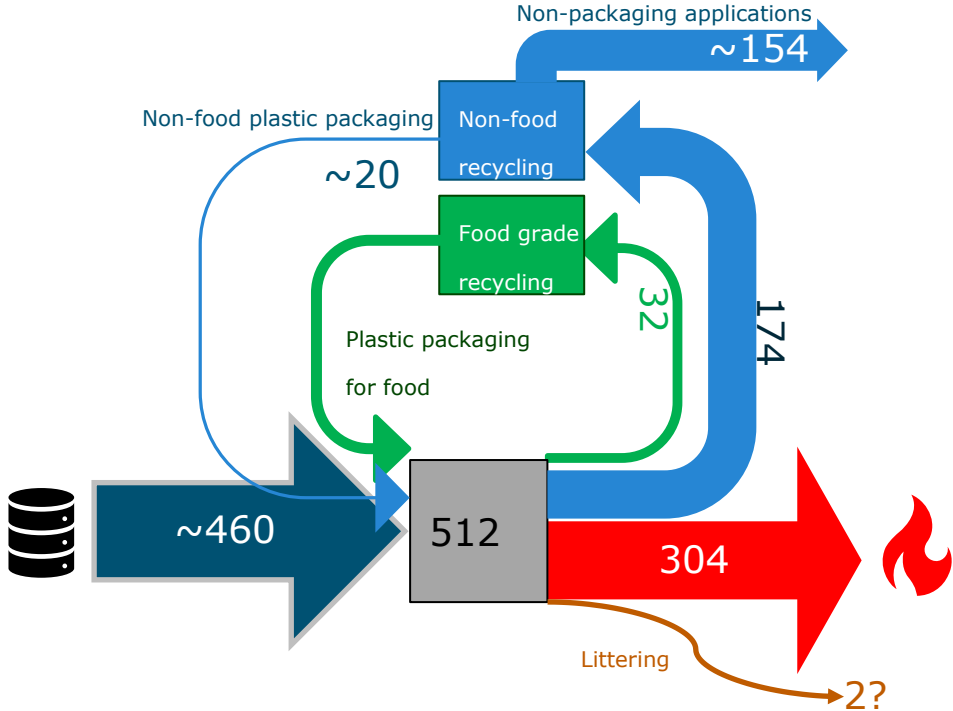 Non-packaging applications
~154
Non-food plastic packaging
Non-food
recycling
~20
Food grade
recycling
32
174
Plastic packaging
for food
~460
512
304
Littering
2?